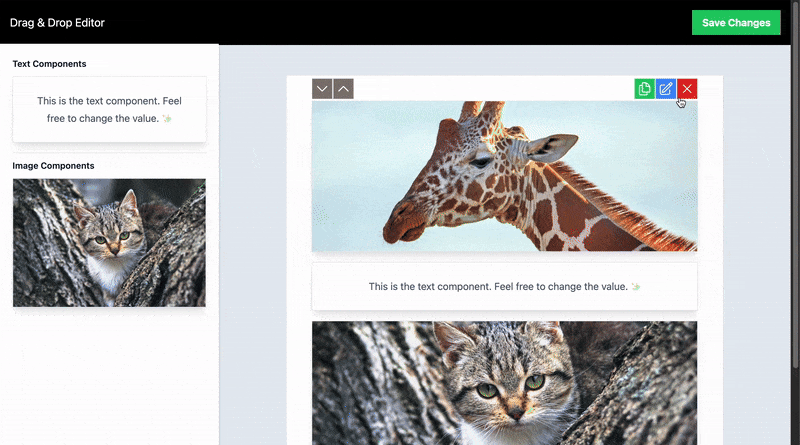 Drag & Drop Editor
Save Changes
Text Components
This is the text component. Feel
free to change the value.
Image Components
This is the text component. Feel free to change the value.